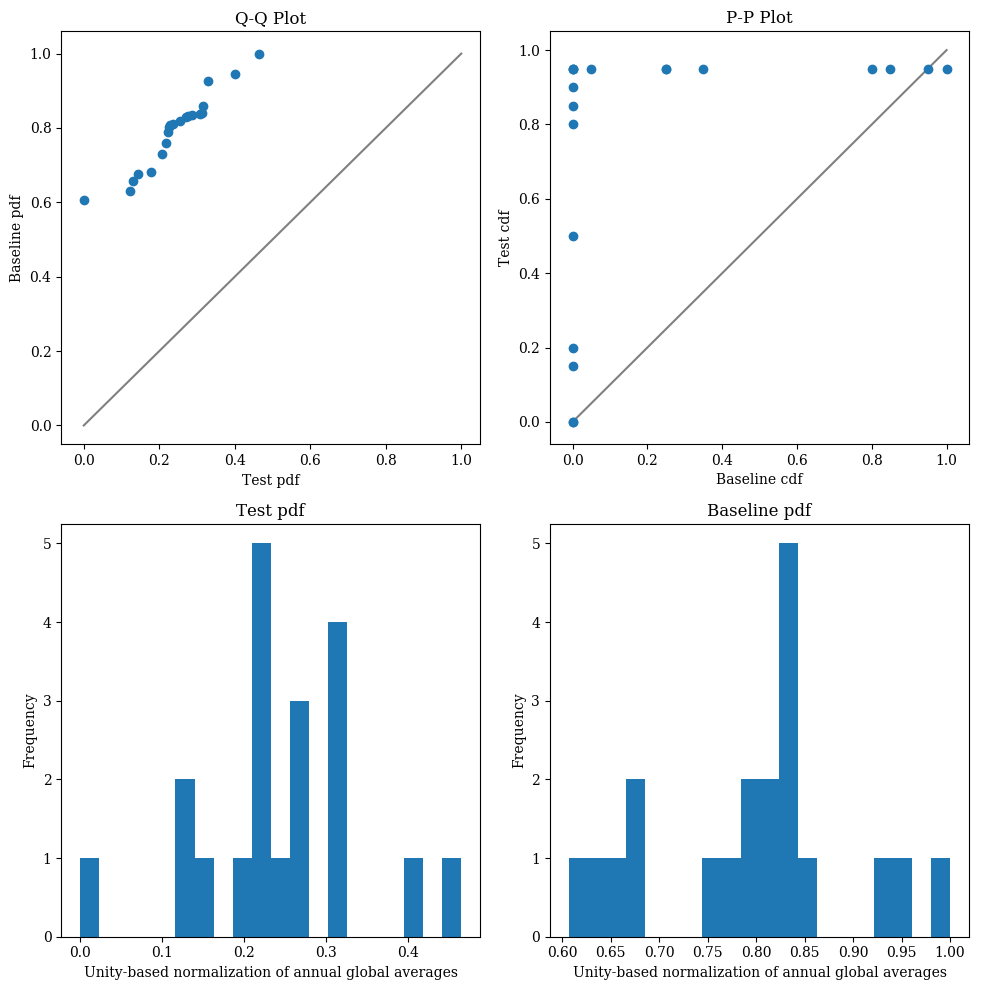 Q-Q Plot
1.0
0.8
0.6
0.4
0.2
0.0
Baseline pdf
0.0 0.2 0.4 0.6 0.8 1.0
Test pdf
P-P Plot
1.0
0.8
0.6
0.4
0.2
0.0
Test cdf
0.0 0.2 0.4 0.6 0.8 1.0
Baseline cdf
Test pdf
5
4
3
2
1
0
Frequency
0.0 0.1 0.2 0.3 0.4
Unity-based normalization of annual global averages
Baseline pdf
5
4
3
2
1
0
Frequency
0.60 0.65 0.70 0.75 0.80 0.85 0.90 0.95 1.00
Unity-based normalization of annual global averages